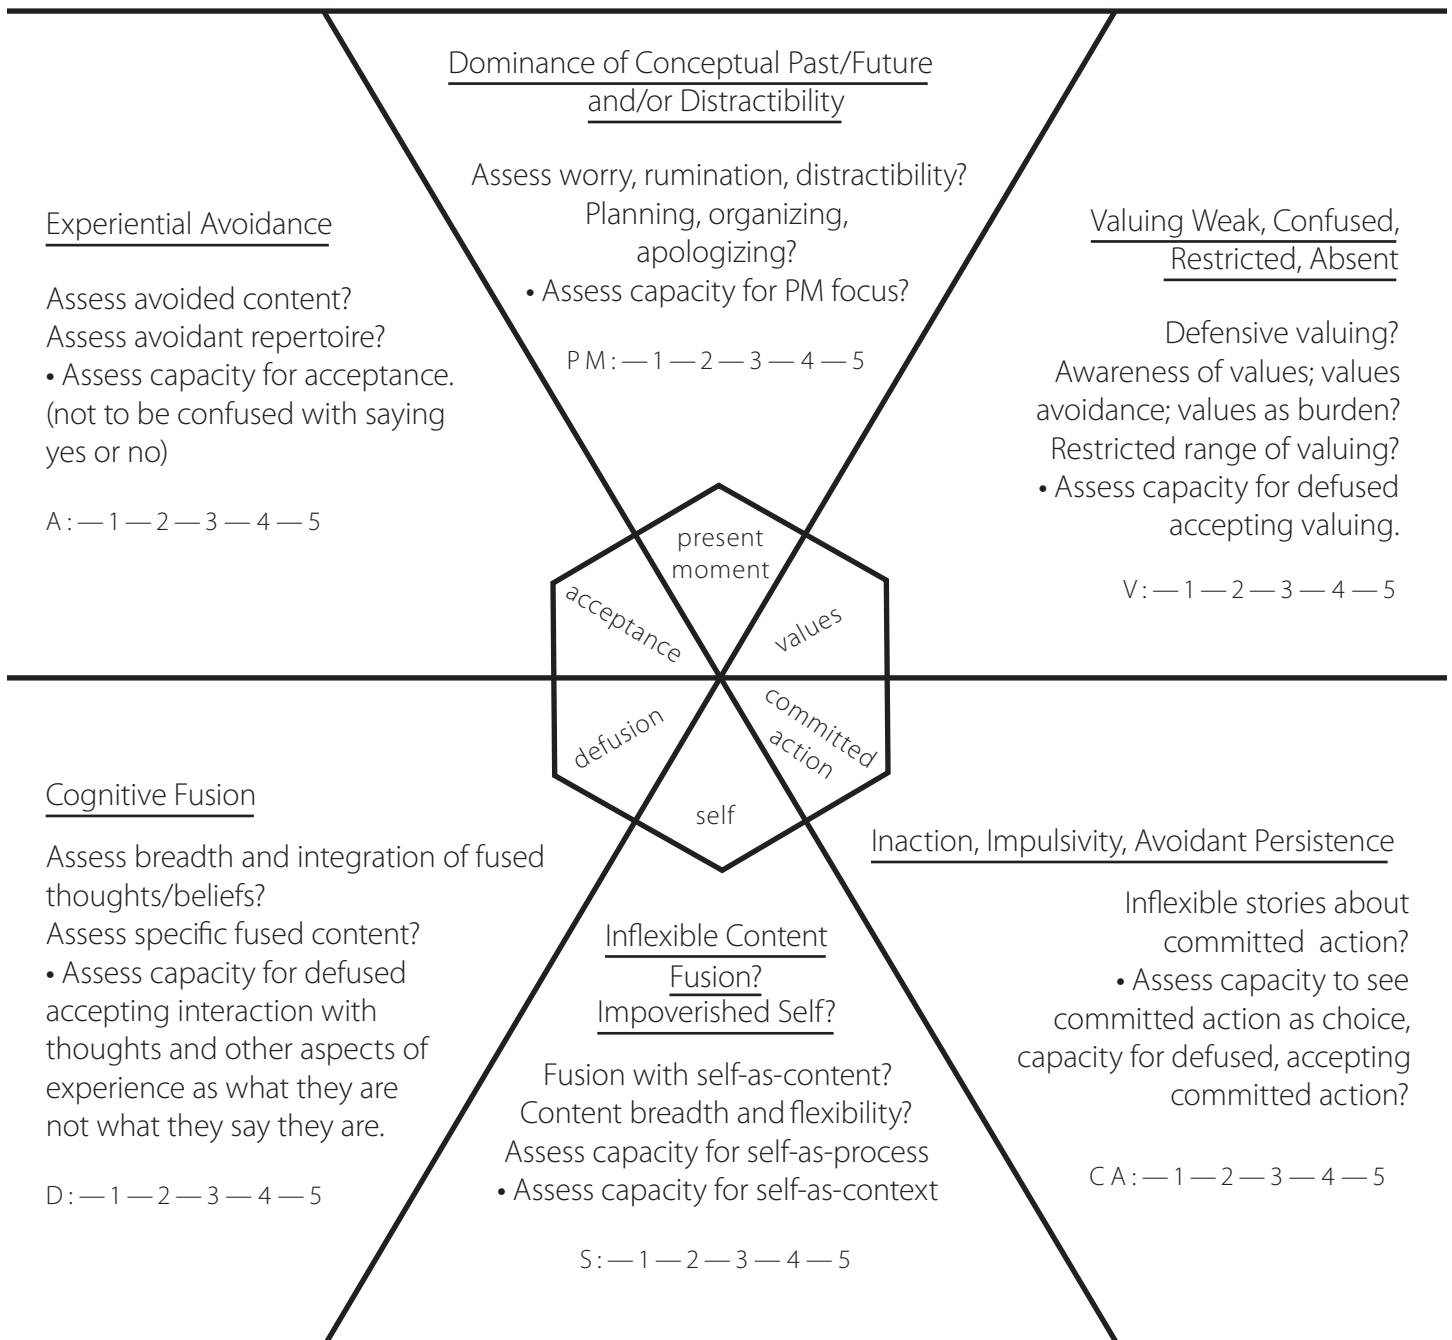 Dominance of Conceptual Past/Future
and/or Distractibility
Assess worry, rumination, distractibility?
Planning, organizing,
apologizing?
• Assess capacity for PM focus?
PM: — 1 — 2 — 3 — 4 — 5
Experiential Avoidance
Assess avoided content?
Assess avoidant repertoire?
• Assess capacity for acceptance.
(not to be confused with saying
yes or no)
A: — 1 — 2 — 3 — 4 — 5
Valuing Weak, Confused,
Restricted, Absent
Defensive valuing?
Awareness of values; values
avoidance; values as burden?
Restricted range of valuing?
• Assess capacity for defused
accepting valuing.
V: — 1 — 2 — 3 — 4 — 5
present
moment
acceptance
values
defusion
committed
action
self
Cognitive Fusion
Assess breadth and integration of fused
thoughts/beliefs?
Assess specific fused content?
• Assess capacity for defused
accepting interaction with
thoughts and other aspects of
experience as what they are
not what they say they are.
D: — 1 — 2 — 3 — 4 — 5
Inflexible Content
Fusion?
Impoverished Self?
Fusion with self-as-content?
Content breadth and flexibility?
Assess capacity for self-as-process
• Assess capacity for self-as-context
S: — 1 — 2 — 3 — 4 — 5
Inaction, Impulsivity, Avoidant Persistence
Inflexible stories about
committed action?
• Assess capacity to see
committed action as choice,
capacity for defused, accepting
committed action?
CA: — 1 — 2 — 3 — 4 — 5